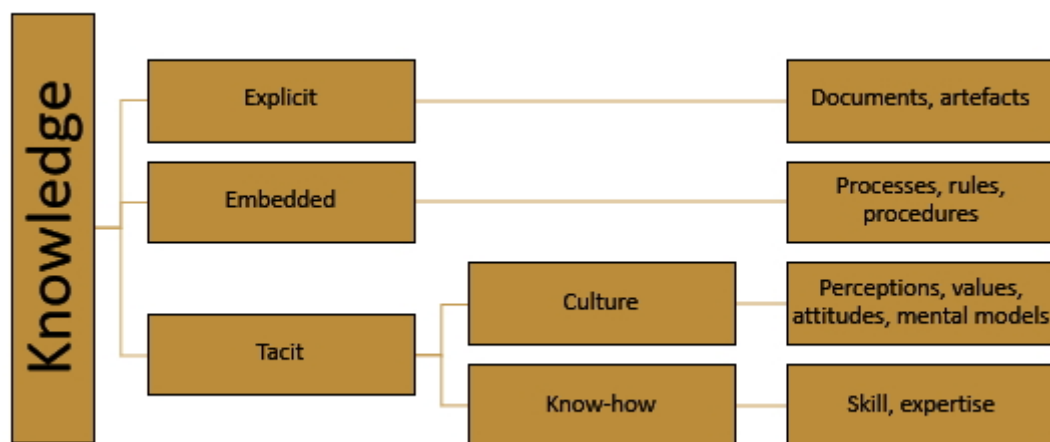 Knowledge
Explicit
Documents, artefacts
Embedded
Processes, rules,
procedures
Tacit
Culture
Perceptions, values,
attitudes, mental models
Know-how
Skill, expertise